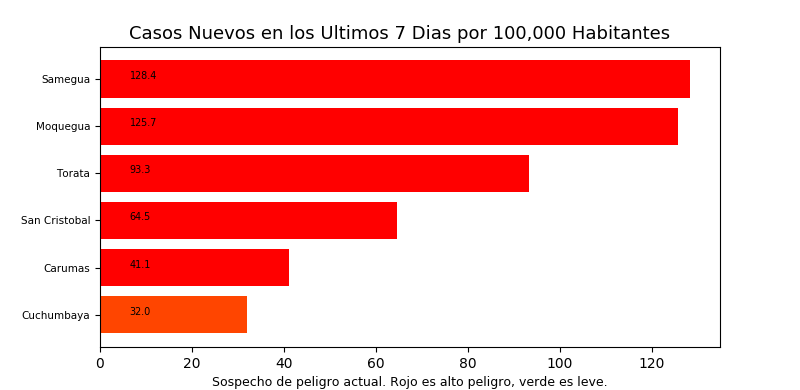 Casos Nuevos en los Ultimos 7 Dias por 100,000 Habitantes
Samegua 128.4
Moquegua 125.7
Torata 93.3
San Cristobal 64.5
Carumas 41.1
Cuchumbaya 32.0
0 20 40 60 80 100 120
Sospecho de peligro actual. Rojo es alto peligro, verde es leve.